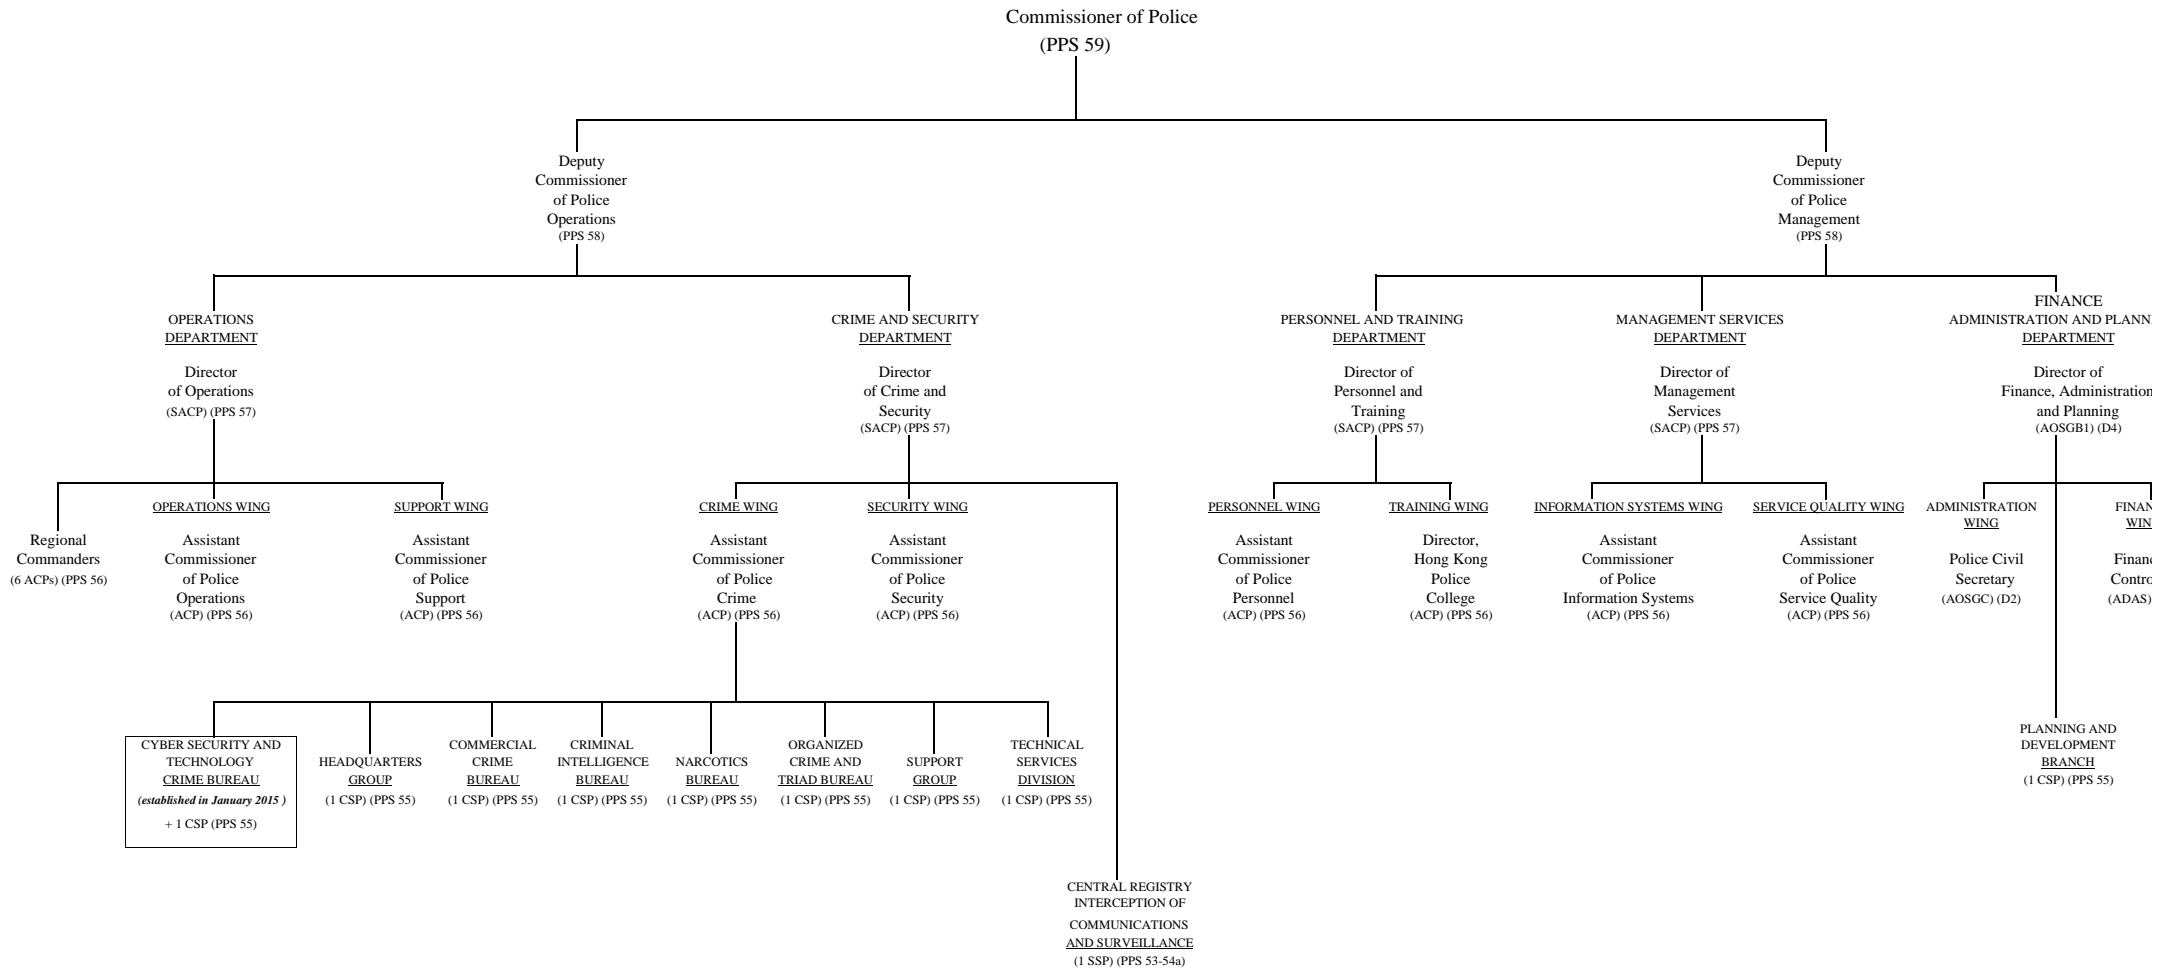 Commissioner of Police
(PPS 59)
Deputy
Commissioner
of Police
Operations
(PPS 58)
Deputy
Commissioner
of Police
Management
(PPS 58)
OPERATIONS
DEPARTMENT
Director
of Operations
(SACP) (PPS 57)
CRIME AND SECURITY
DEPARTMENT
Director
of Crime and
Security
(SACP) (PPS 57)
PERSONNEL AND TRAINING
DEPARTMENT
Director of
Personnel and
Training
(SACP) (PPS 57)
MANAGEMENT SERVICES
DEPARTMENT
Director of
Management
Services
(SACP) (PPS 57)
FINANCE
ADMINISTRATION AND PLANN
DEPARTMENT
Director of
Finance, Administration
and Planning
(AOSGB1) (D4)
Regional
Commanders
(6 ACPs) (PPS 56)
OPERATIONS WING
Assistant
Commissioner
of Police
Operations
(ACP) (PPS 56)
SUPPORT WING
Assistant
Commissioner
of Police
Support
(ACP) (PPS 56)
CRIME WING
Assistant
Commissioner
of Police
Crime
(ACP) (PPS 56)
SECURITY WING
Assistant
Commissioner
of Police
Security
(ACP) (PPS 56)
PERSONNEL WING
Assistant
Commissioner
of Police
Personnel
(ACP) (PPS 56)
TRAINING WING
Director,
Hong Kong
Police
College
(ACP) (PPS 56)
INFORMATION SYSTEMS WING
Assistant
Commissioner
of Police
Information Systems
(ACP) (PPS 56)
SERVICE QUALITY WING
Assistant
Commissioner
of Police
Service Quality
(ACP) (PPS 56)
ADMINISTRATION
WING
Police Civil
Secretary
(AOSGC) (D2)
FINAN
WIN
Financ
Contro
(ADAS)
CYBER SECURITY AND
TECHNOLOGY
CRIME BUREAU
(established in January 2015 )
+ 1 CSP (PPS 55)
HEADQUARTERS
GROUP
(1 CSP) (PPS 55)
COMMERCIAL
CRIME
BUREAU
(1 CSP) (PPS 55)
CRIMINAL
INTELLIGENCE
BUREAU
(1 CSP) (PPS 55)
NARCOTICS
BUREAU
(1 CSP) (PPS 55)
ORGANIZED
CRIME AND
TRIAD BUREAU
(1 CSP) (PPS 55)
SUPPORT
GROUP
(1 CSP) (PPS 55)
TECHNICAL
SERVICES
DIVISION
(1 CSP) (PPS 55)
PLANNING AND
DEVELOPMENT
BRANCH
(1 CSP) (PPS 55)
CENTRAL REGISTRY
INTERCEPTION OF
COMMUNICATIONS
AND SURVEILLANCE
(1 SSP) (PPS 53-54a)